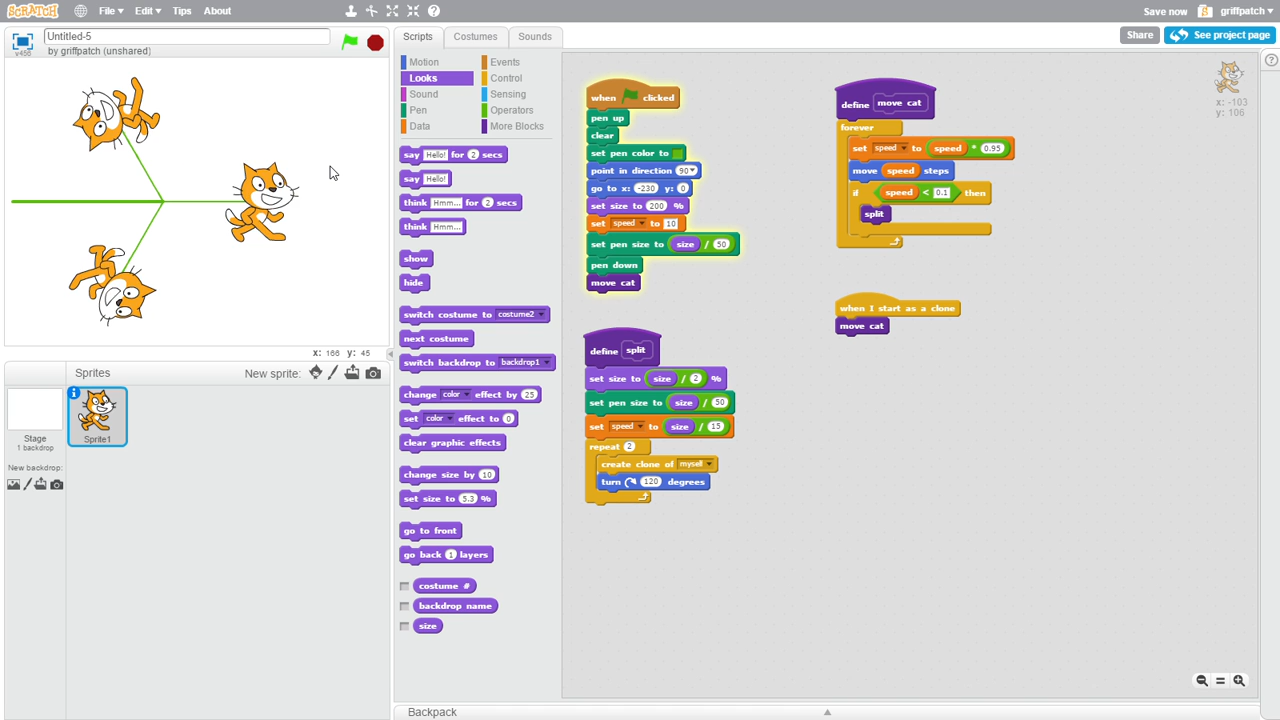 SCRATCH File▼ Edit▼ Tips About Save now griffpatch▼
Untitled-5
by griffpatch (unshared)
v456
Scripts Costumes Sounds
Share See project page
?
Motion Events
Looks Control
Sound Sensing
Pen Operators
Data More Blocks
say Hello! for 2 secs
say Hello!
think Hmm... for 2 secs
think Hmm...
show
hide
switch costume to costume2
next costume
switch backdrop to backdrop1
change color effect by 25
set color effect to 0
clear graphic effects
change size by 10
set size to 5.3 %
go to front
go back 1 layers
costume #
backdrop name
size
when clicked
pen up
clear
set pen color to
point in direction 90▼
go to x: -230 y: 0
set size to 200 %
set speed to 10
set pen size to size / 50
pen down
move cat
define split
set size to size / 2 %
set pen size to size / 50
set speed to size / 15
repeat 2
create clone of myself
turn 120 degrees
define move cat
forever
set speed to speed * 0.95
move speed steps
if speed < 0.1 then
split
when I start as a clone
move cat
x: -103
y: 106
x: 166 y: 45
Sprites New sprite:
Stage
1 backdrop
New backdrop:
Sprite1
Backpack